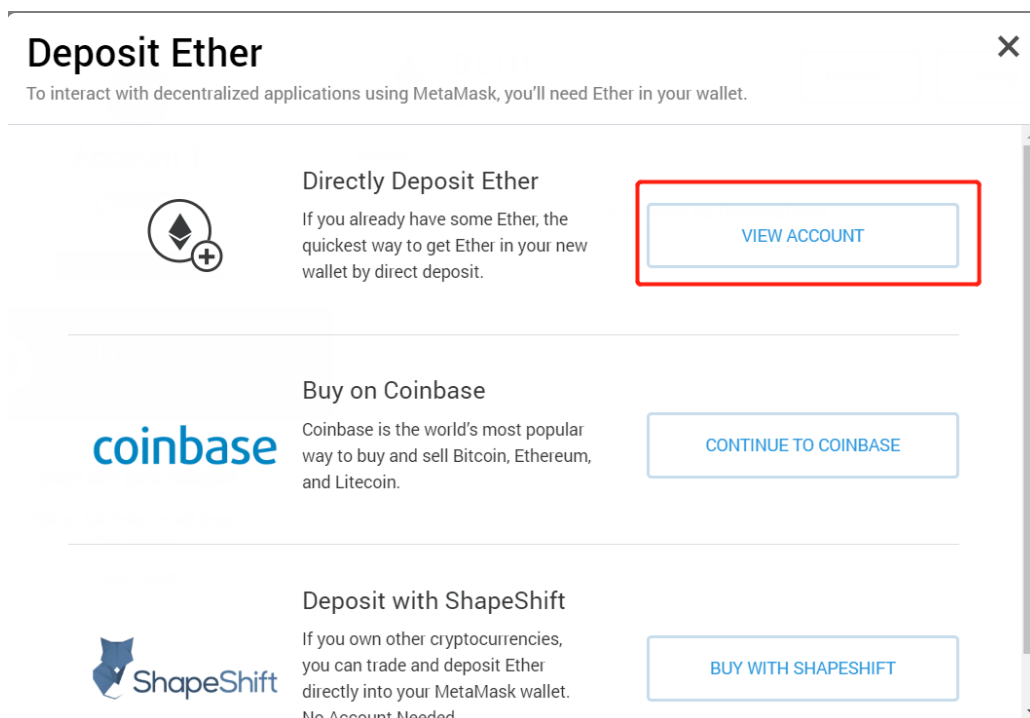 Deposit Ether
To interact with decentralized applications using MetaMask, you'll need Ether in your wallet.
Directly Deposit Ether
If you already have some Ether, the
quickest way to get Ether in your new
wallet by direct deposit.
VIEW ACCOUNT
Buy on Coinbase
coinbase
Coinbase is the world's most popular
way to buy and sell Bitcoin, Ethereum,
and Litecoin.
CONTINUE TO COINBASE
Deposit with ShapeShift
ShapeShift
If you own other cryptocurrencies,
you can trade and deposit Ether
directly into your MetaMask wallet.
No Account Needed
BUY WITH SHAPESHIFT